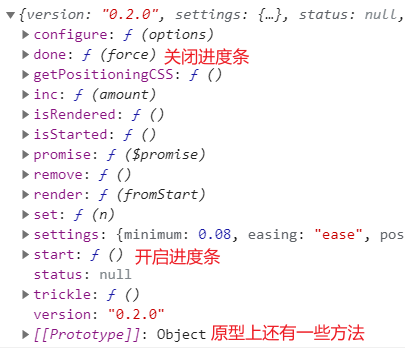 {version: "0.2.0", settings: {…}, status: null,
configure: ƒ (options)
done: ƒ (force) 关闭进度条
getPositioningCSS: ƒ ()
inc: ƒ (amount)
isRendered: ƒ ()
isStarted: ƒ ()
promise: ƒ ($promise)
remove: ƒ ()
render: ƒ (fromStart)
set: ƒ (n)
settings: {minimum: 0.08, easing: "ease", pos
start: ƒ () 开启进度条
status: null
trickle: ƒ ()
version: "0.2.0"
[[Prototype]]: Object 原型上还有一些方法